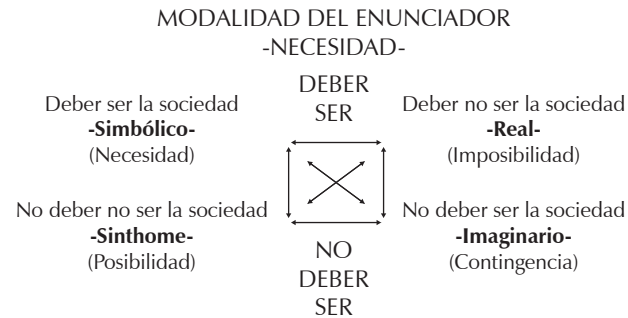 MODALIDAD DEL ENUNCIADOR
-NECESIDAD-
DEBER
SER
Deber ser la sociedad
-Simbólico-
(Necesidad)
Deber no ser la sociedad
-Real-
(Imposibilidad)
No deber no ser la sociedad
-Sinthome-
(Posibilidad)
No deber ser la sociedad
-Imaginario-
(Contingencia)
NO
DEBER
SER